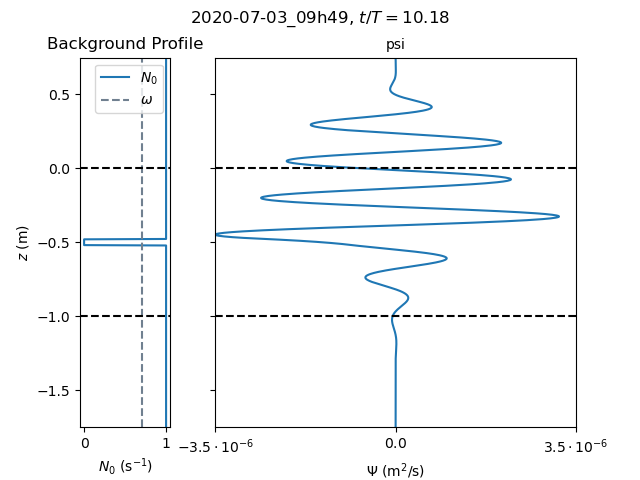 2020-07-03_09h49, t/T = 10.18
Background Profile
psi
N₀
ω
0.5
0.0
−0.5
−1.0
−1.5
z (m)
0
1
N₀ (s⁻¹)
−3.5 · 10⁻⁶
0.0
3.5 · 10⁻⁶
Ψ (m²/s)